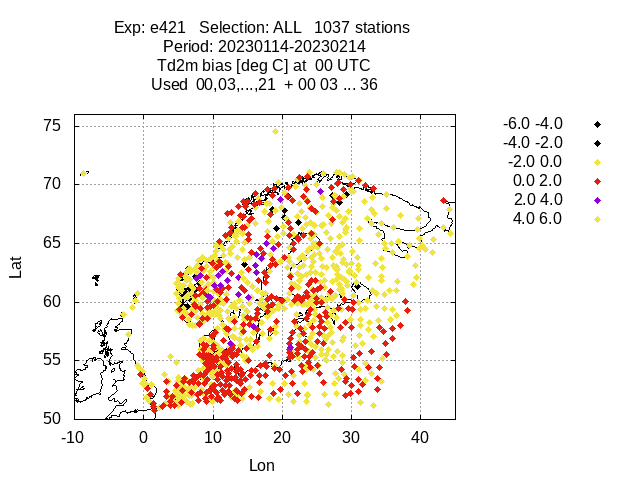 Exp: e421   Selection: ALL   1037 stations
Period: 20230114-20230214
Td2m bias [deg C] at  00 UTC
Used  00,03,...,21  + 00 03 ... 36
-6.0 -4.0
-4.0 -2.0
-2.0 0.0
0.0 2.0
2.0 4.0
4.0 6.0
75
70
65
60
55
50
Lat
-10 0 10 20 30 40
Lon